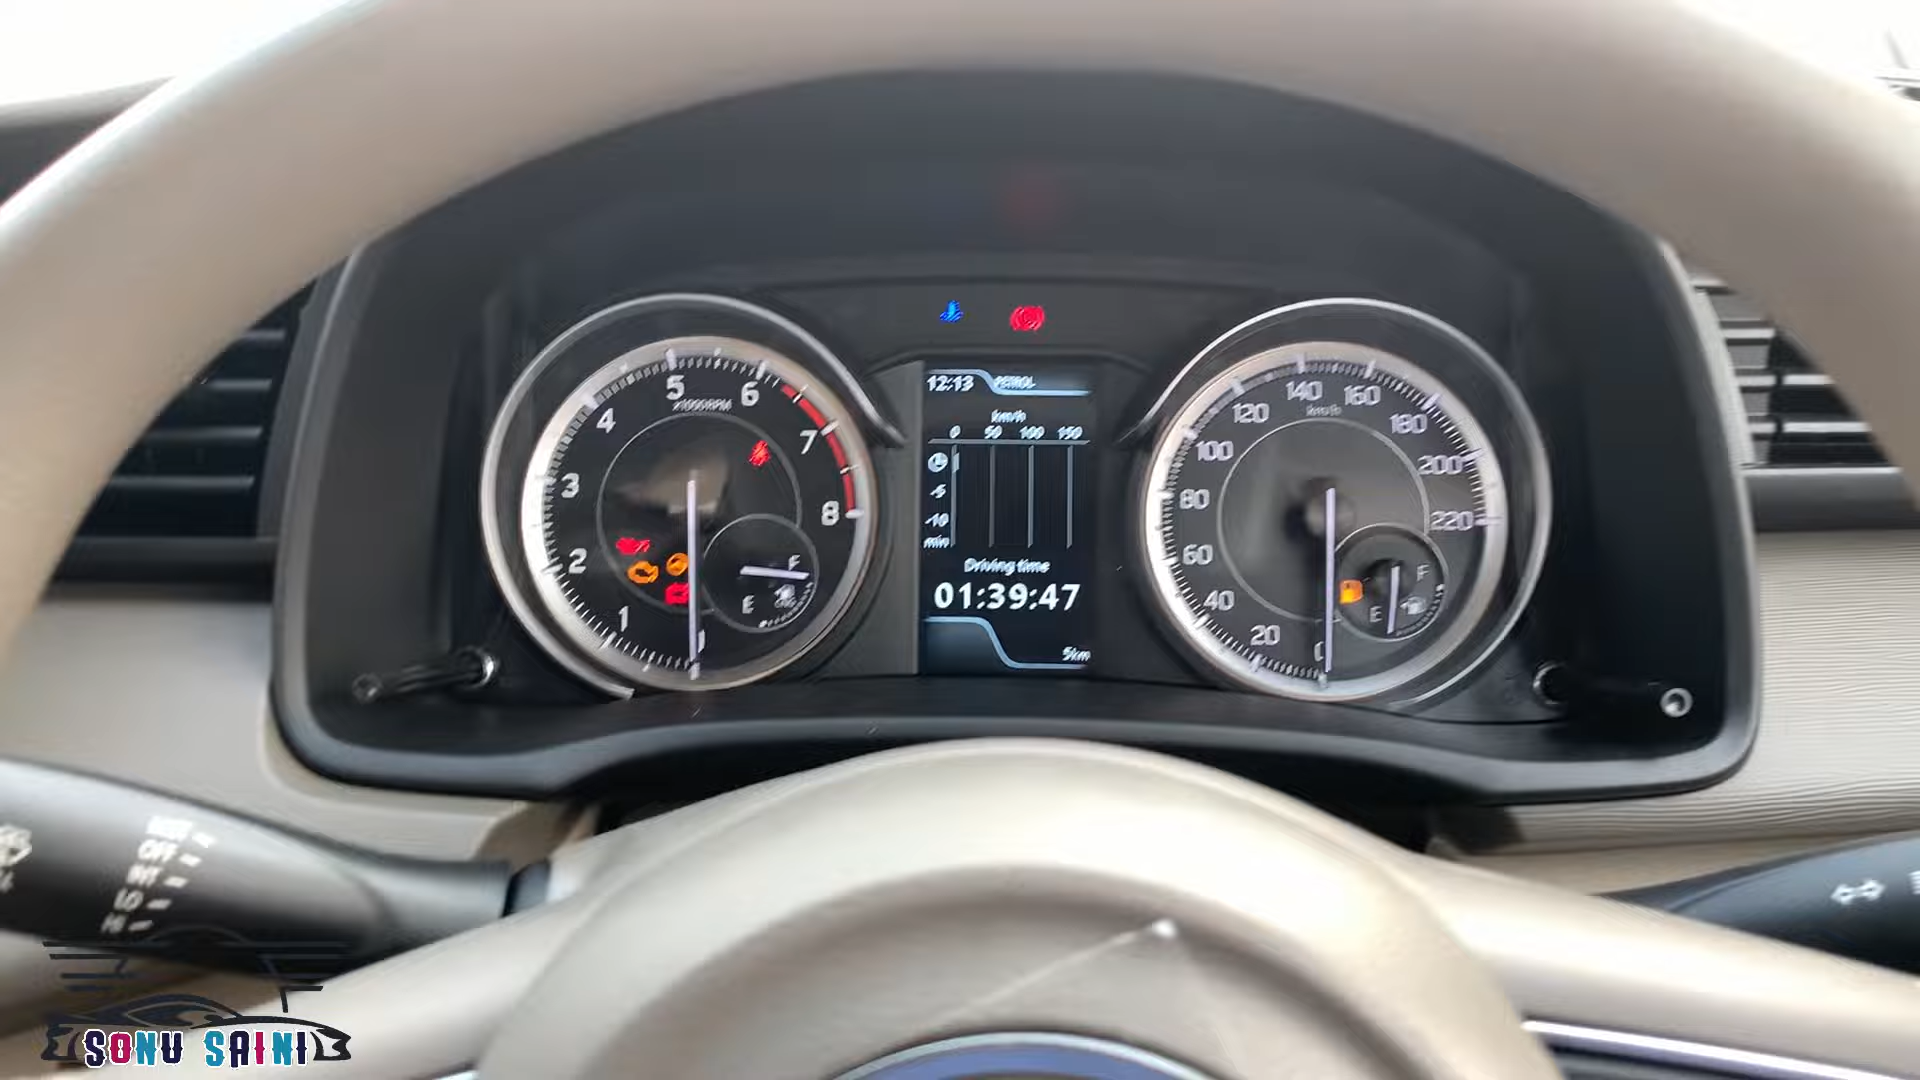 12:13 PETROL
km/h
0 50 100 150
-5
-10
min
Driving time
01:39:47
5km
1 2 3 4 5 6 7 8
x1000RPM
E F
20 40 60 80 100 120 140 160 180 200 220
km/h
E F
OFF
SONU SAINI